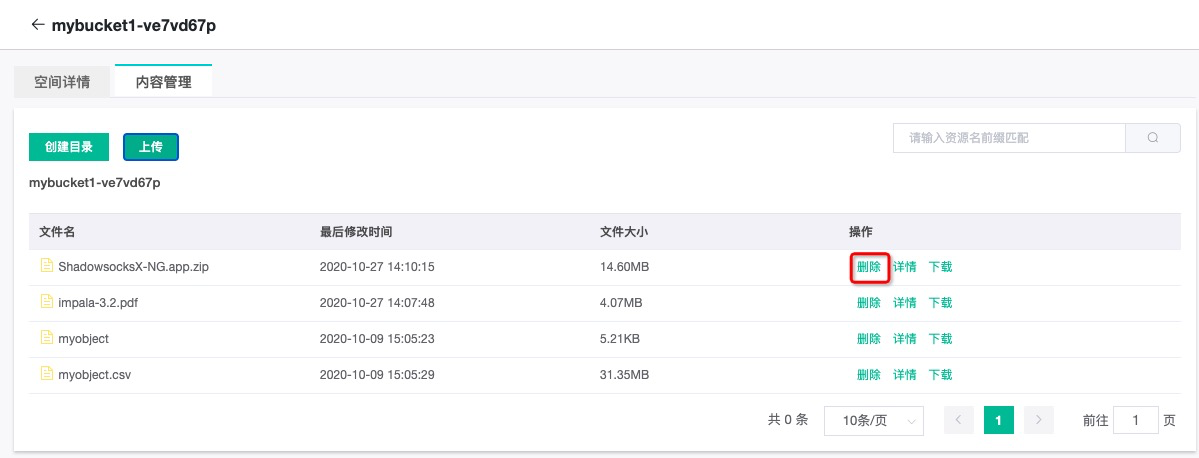 mybucket1-ve7vd67p
空间详情 内容管理
创建目录 上传 请输入资源名前缀匹配
mybucket1-ve7vd67p
文件名 最后修改时间 文件大小 操作
ShadowsocksX-NG.app.zip 2020-10-27 14:10:15 14.60MB 删除 详情 下载
impala-3.2.pdf 2020-10-27 14:07:48 4.07MB 删除 详情 下载
myobject 2020-10-09 15:05:23 5.21KB 删除 详情 下载
myobject.csv 2020-10-09 15:05:29 31.35MB 删除 详情 下载
共 0 条 10条/页 1 前往 1 页